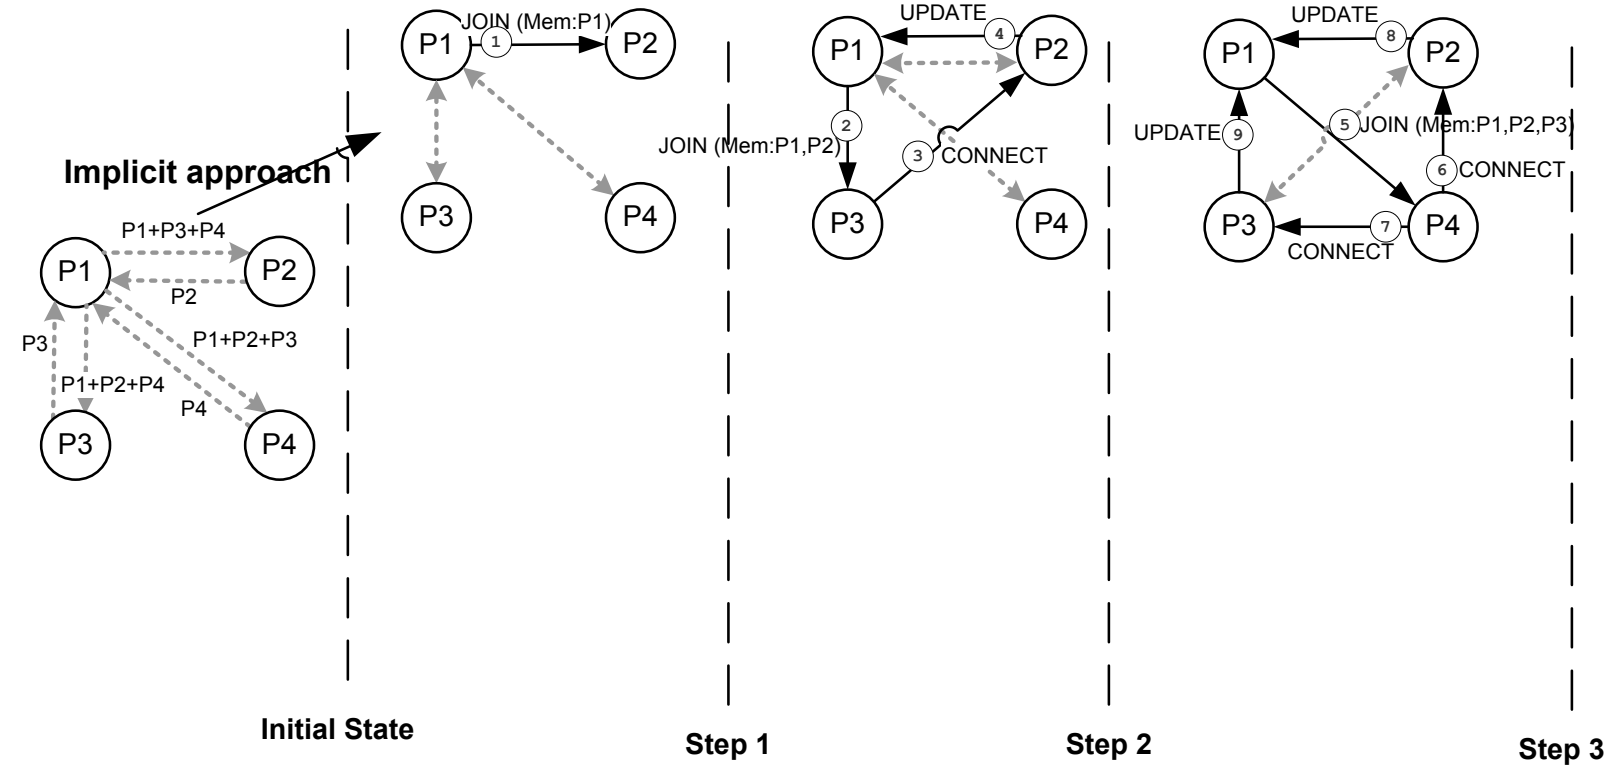 Implicit approach
P1+P3+P4
P1
P2
P2
P3
P1+P2+P3
P1+P2+P4
P4
P3
P4
Initial State
JOIN (Mem:P1)
P1
1
P2
P3
P4
Step 1
UPDATE
P1
4
P2
2
JOIN (Mem:P1,P2)
3
CONNECT
P3
P4
Step 2
UPDATE
P1
8
P2
UPDATE
9
5
JOIN (Mem:P1,P2,P3)
6
CONNECT
P3
7
P4
CONNECT
Step 3